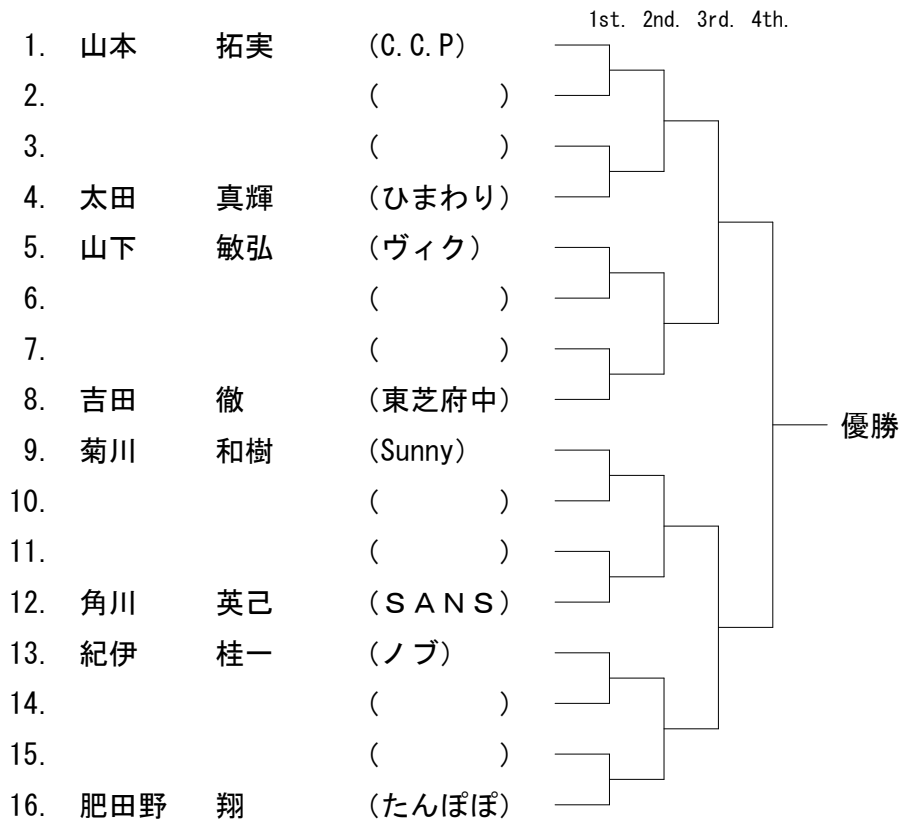 1st. 2nd. 3rd. 4th.
1. 山本 拓実 (C.C.P)
2. ( )
3. ( )
4. 太田 真輝 (ひまわり)
5. 山下 敏弘 (ヴィク)
6. ( )
7. ( )
8. 吉田 徹 (東芝府中)
優勝
9. 菊川 和樹 (Sunny)
10. ( )
11. ( )
12. 角川 英己 (ＳＡＮＳ)
13. 紀伊 桂一 (ノブ)
14. ( )
15. ( )
16. 肥田野 翔 (たんぽぽ)